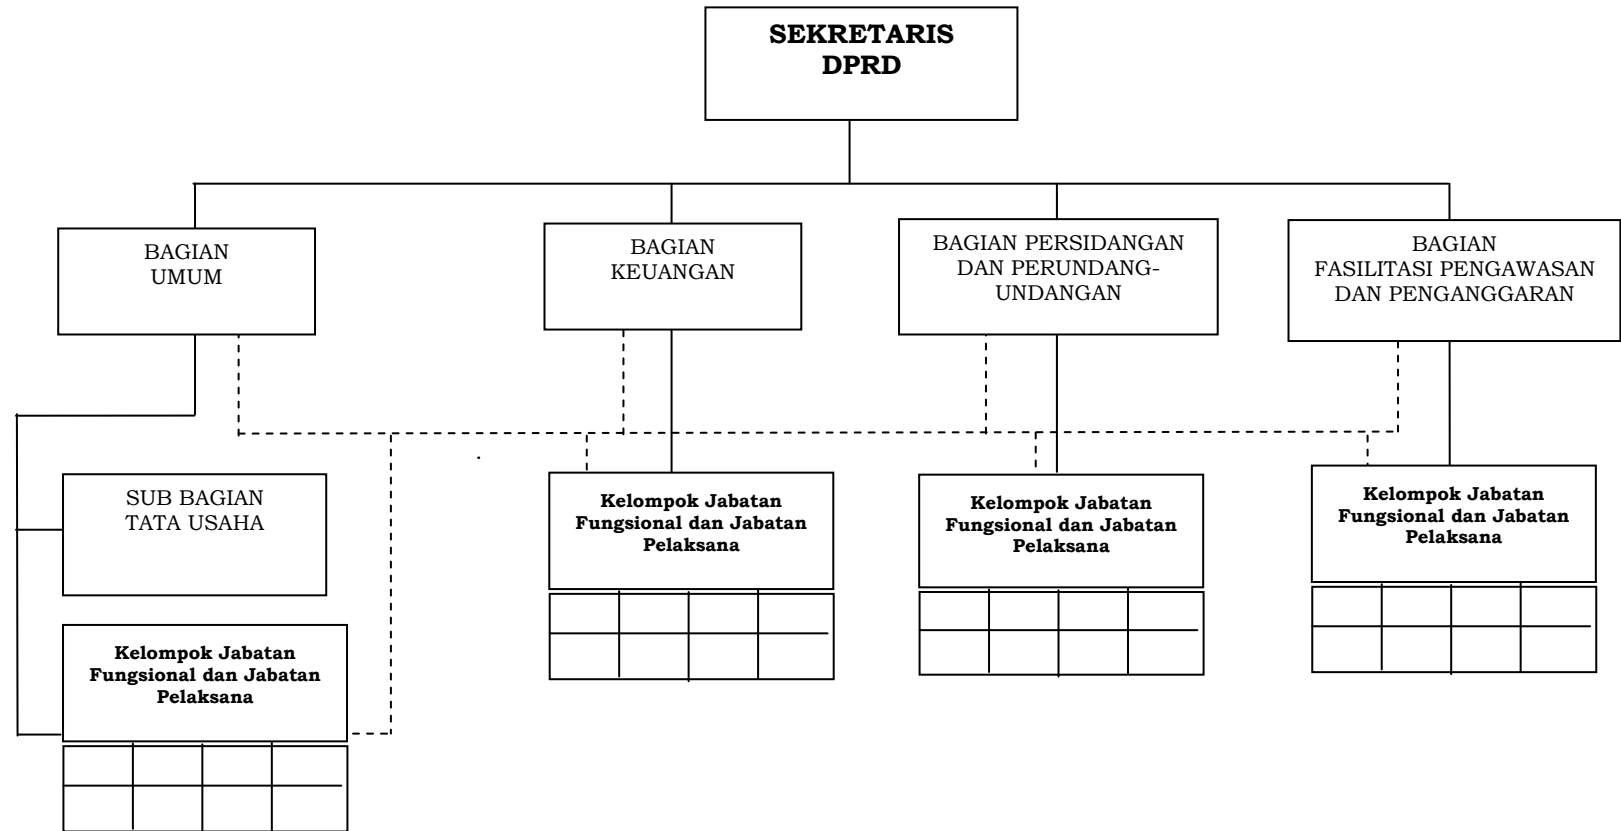 SEKRETARIS
DPRD
BAGIAN
UMUM
BAGIAN
KEUANGAN
BAGIAN PERSIDANGAN
DAN PERUNDANG-
UNDANGAN
BAGIAN
FASILITASI PENGAWASAN
DAN PENGANGGARAN
SUB BAGIAN
TATA USAHA
Kelompok Jabatan
Fungsional dan Jabatan
Pelaksana
Kelompok Jabatan
Fungsional dan Jabatan
Pelaksana
Kelompok Jabatan
Fungsional dan Jabatan
Pelaksana
Kelompok Jabatan
Fungsional dan Jabatan
Pelaksana